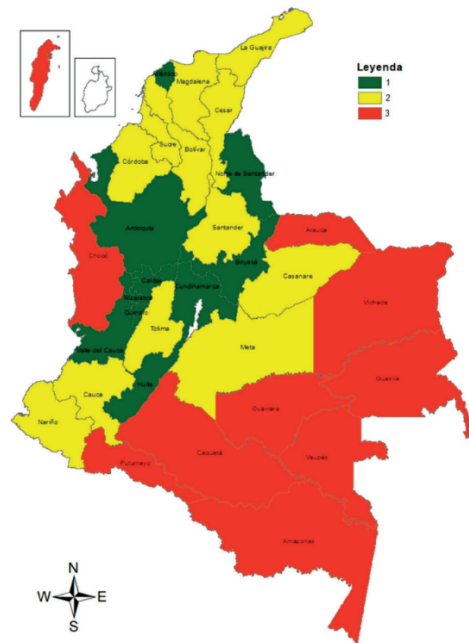 La Guajira
Leyenda
1
2
3
Atlántico
Magdalena
Cesar
Sucre
Bolívar
Córdoba
Norte de Santander
Antioquia
Santander
Arauca
Chocó
Boyacá
Caldas
Cundinamarca
Casanare
Vichada
Risaralda
Quindío
Tolima
Valle del Cauca
Meta
Guainía
Huila
Cauca
Guaviare
Nariño
Caquetá
Vaupés
Putumayo
Amazonas
N
W E
S